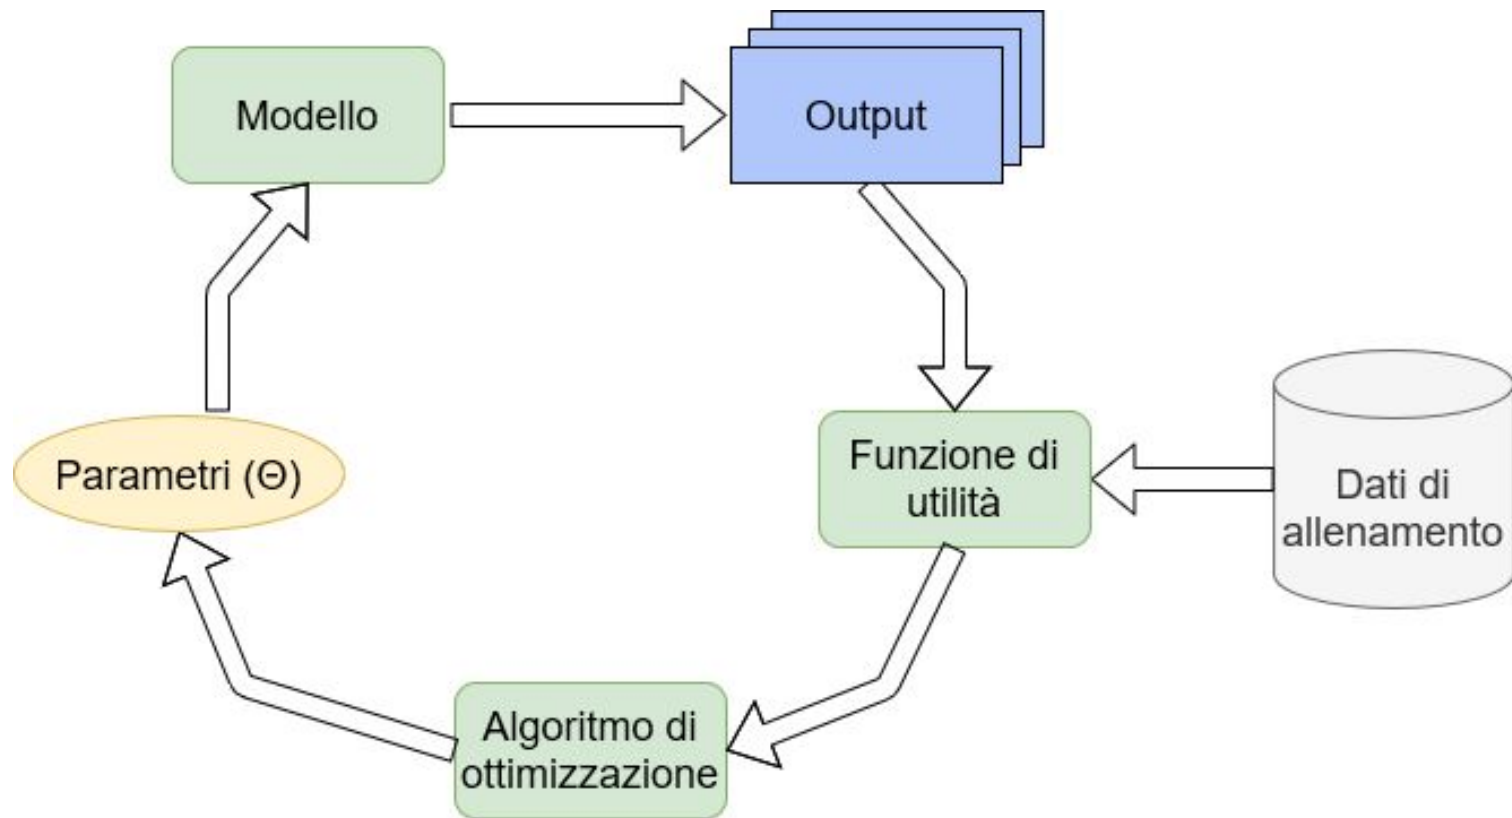 Modello
Output
Parametri (Θ)
Funzione di
utilità
Dati di
allenamento
Algoritmo di
ottimizzazione